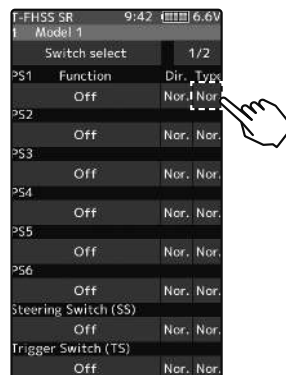 T-FHSS SR 9:42 6.6V
1 Model 1
Switch select 1/2
PS1 Function Dir. Type
Off Nor. Nor
PS2
Off Nor. Nor.
PS3
Off Nor. Nor.
PS4
Off Nor. Nor.
PS5
Off Nor. Nor.
PS6
Off Nor. Nor.
Steering Switch (SS)
Off Nor. Nor.
Trigger Switch (TS)
Off Nor. Nor.